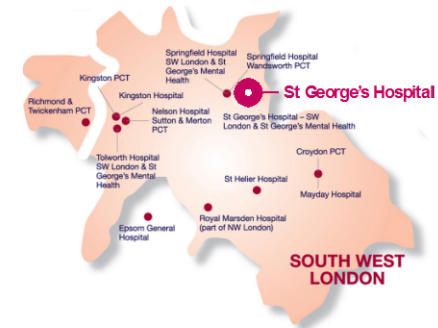 Springfield Hospital
SW London & St
George's Mental
Health
Springfield Hospital
Wandsworth PCT
Kingston PCT
Kingston Hospital
St George's Hospital
Richmond &
Twickenham PCT
Nelson Hospital
Sutton & Merton
PCT
St George's Hospital – SW
London & St George's Mental Health
Tolworth Hospital
SW London & St
George's Mental
Health
Croydon PCT
St Helier Hospital
Mayday Hospital
Epsom General
Hospital
Royal Marsden Hospital
(part of NW London)
SOUTH WEST
LONDON